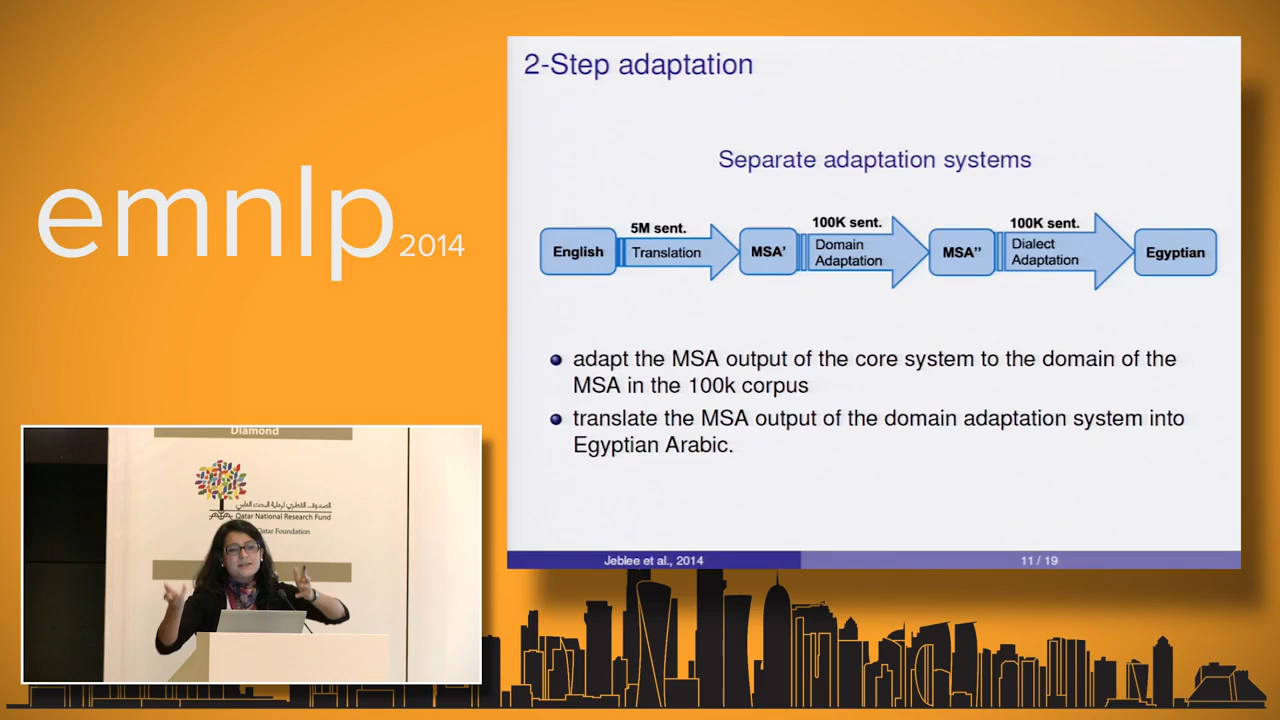 emnlp 2014
2-Step adaptation
Separate adaptation systems
5M sent.
100K sent.
100K sent.
English
Translation
MSA'
Domain
Adaptation
MSA''
Dialect
Adaptation
Egyptian
adapt the MSA output of the core system to the domain of the
MSA in the 100k corpus
translate the MSA output of the domain adaptation system into
Egyptian Arabic.
Jeblee et al., 2014
11 / 19
Diamond
الصندوق القطري لرعاية البحث العلمي
Qatar National Research Fund
Qatar Foundation